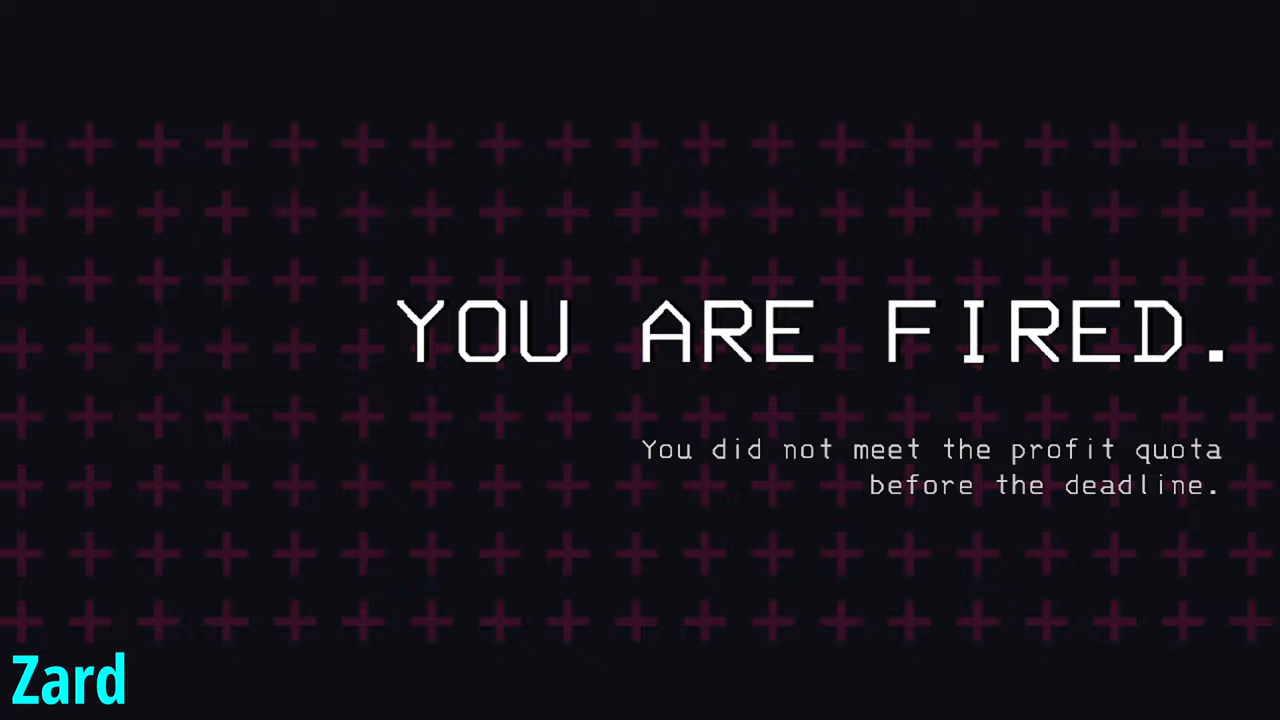 YOU ARE FIRED.
You did not meet the profit quota
before the deadline.
Zard